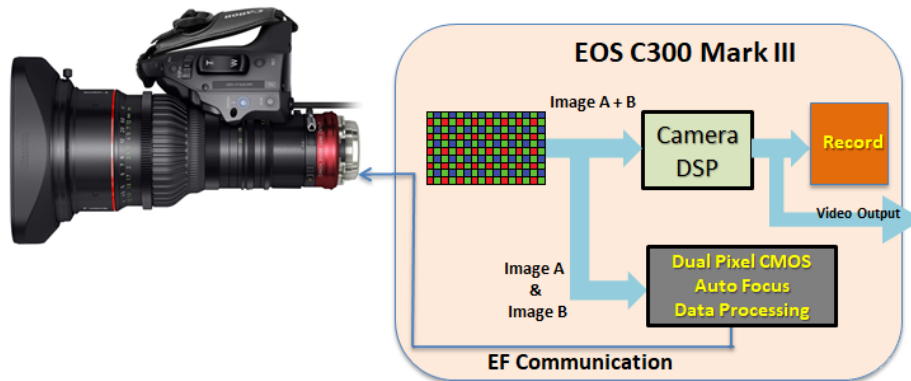 EOS C300 Mark III
Image A + B
Camera
DSP
Record
Video Output
Image A
&
Image B
Dual Pixel CMOS
Auto Focus
Data Processing
EF Communication
W
T